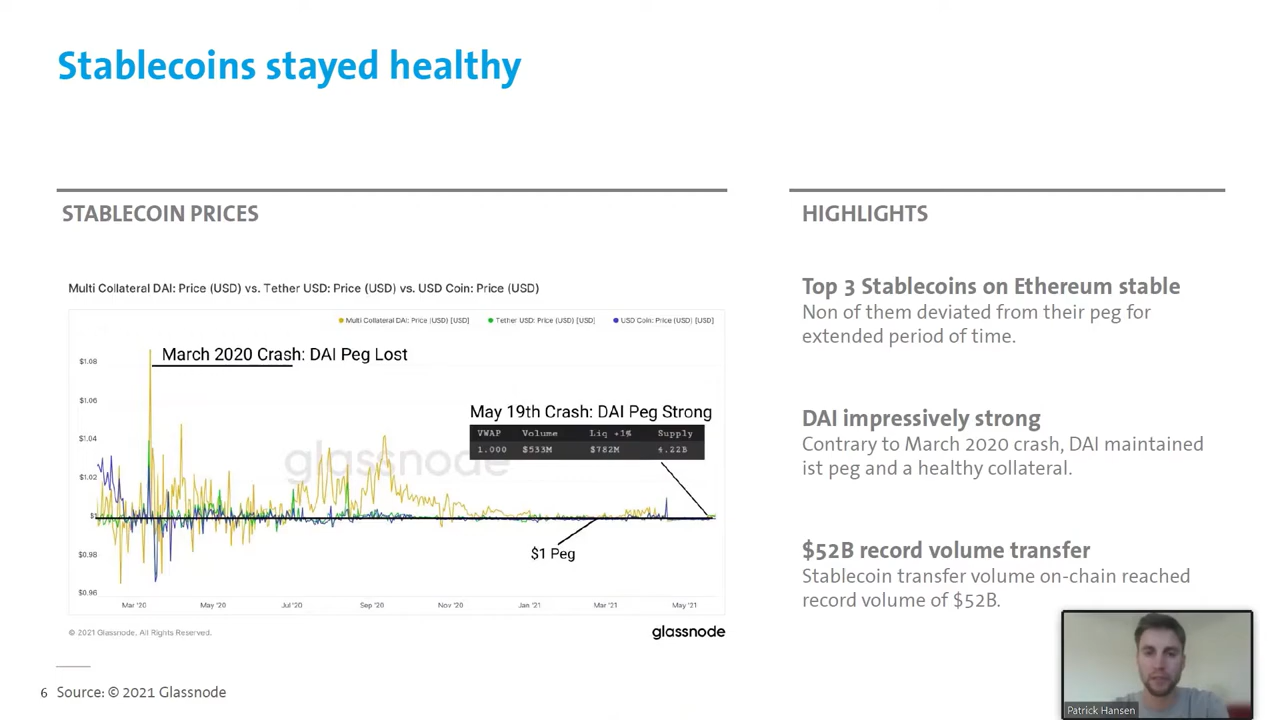 Stablecoins stayed healthy
STABLECOIN PRICES
Multi Collateral DAI: Price (USD) vs. Tether USD: Price (USD) vs. USD Coin: Price (USD)
Multi Collateral DAI: Price (USD) [USD] Tether USD: Price (USD) [USD] USD Coin: Price (USD) [USD]
March 2020 Crash: DAI Peg Lost
$1.08
$1.06
May 19th Crash: DAI Peg Strong
VWAP Volume Liq +1% Supply
1.000 $533M $782M 4.22B
$1.04
glassnode
$1.02
$1
$1 Peg
$0.98
$0.96
Mar '20 May '20 Jul '20 Sep '20 Nov '20 Jan '21 Mar '21 May '21
© 2021 Glassnode. All Rights Reserved.
glassnode
HIGHLIGHTS
Top 3 Stablecoins on Ethereum stable
Non of them deviated from their peg for
extended period of time.
DAI impressively strong
Contrary to March 2020 crash, DAI maintained
ist peg and a healthy collateral.
$52B record volume transfer
Stablecoin transfer volume on-chain reached
record volume of $52B.
6 Source: © 2021 Glassnode
Patrick Hansen